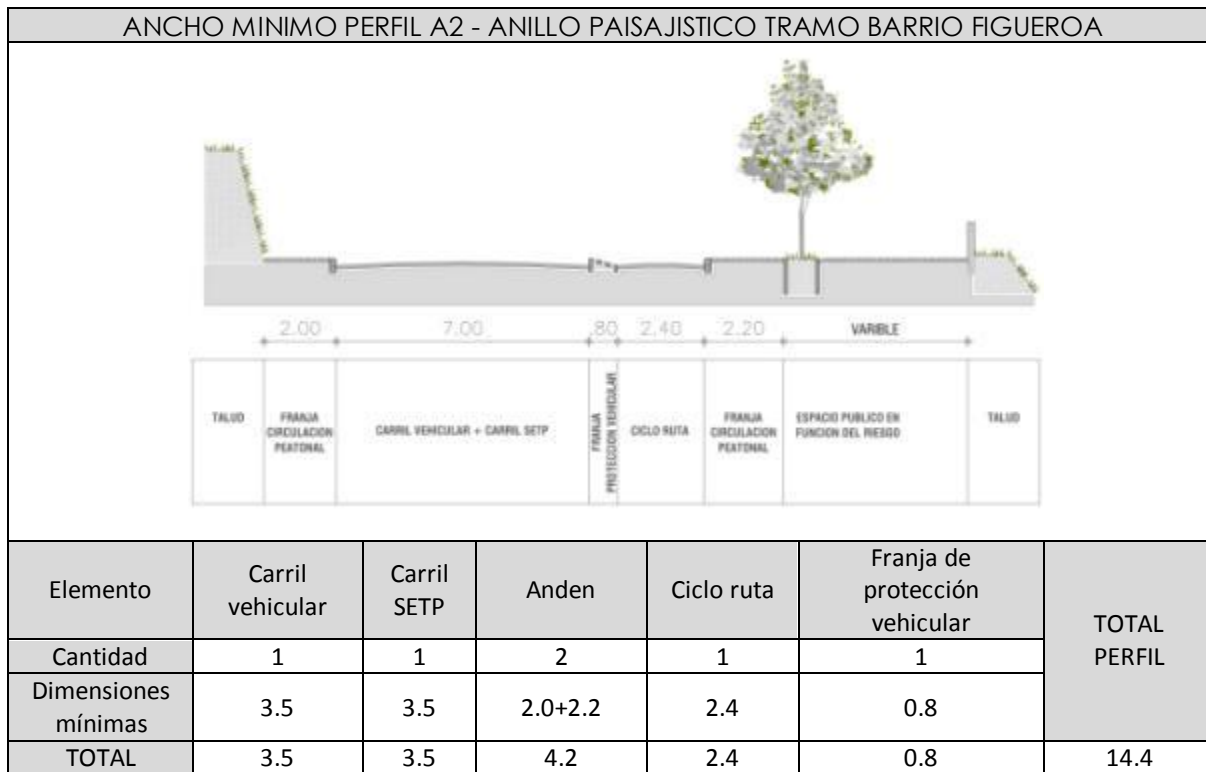 ANCHO MINIMO PERFIL A2 - ANILLO PAISAJISTICO TRAMO BARRIO FIGUEROA
2.00 7.00 .80 2.40 2.20 VARIBLE
TALUD
FRANJA
CIRCULACION
PEATONAL
CARRIL VEHICULAR + CARRIL SETP
FRANJA
PROTECCION VEHICULAR
CICLO RUTA
FRANJA
CIRCULACION
PEATONAL
ESPACIO PUBLICO EN
FUNCION DEL RIESGO
TALUD
Elemento
Carril
vehicular
Carril
SETP
Anden
Ciclo ruta
Franja de
protección
vehicular
TOTAL
PERFIL
Cantidad 1 1 2 1 1
Dimensiones
mínimas
3.5 3.5 2.0+2.2 2.4 0.8
TOTAL 3.5 3.5 4.2 2.4 0.8 14.4